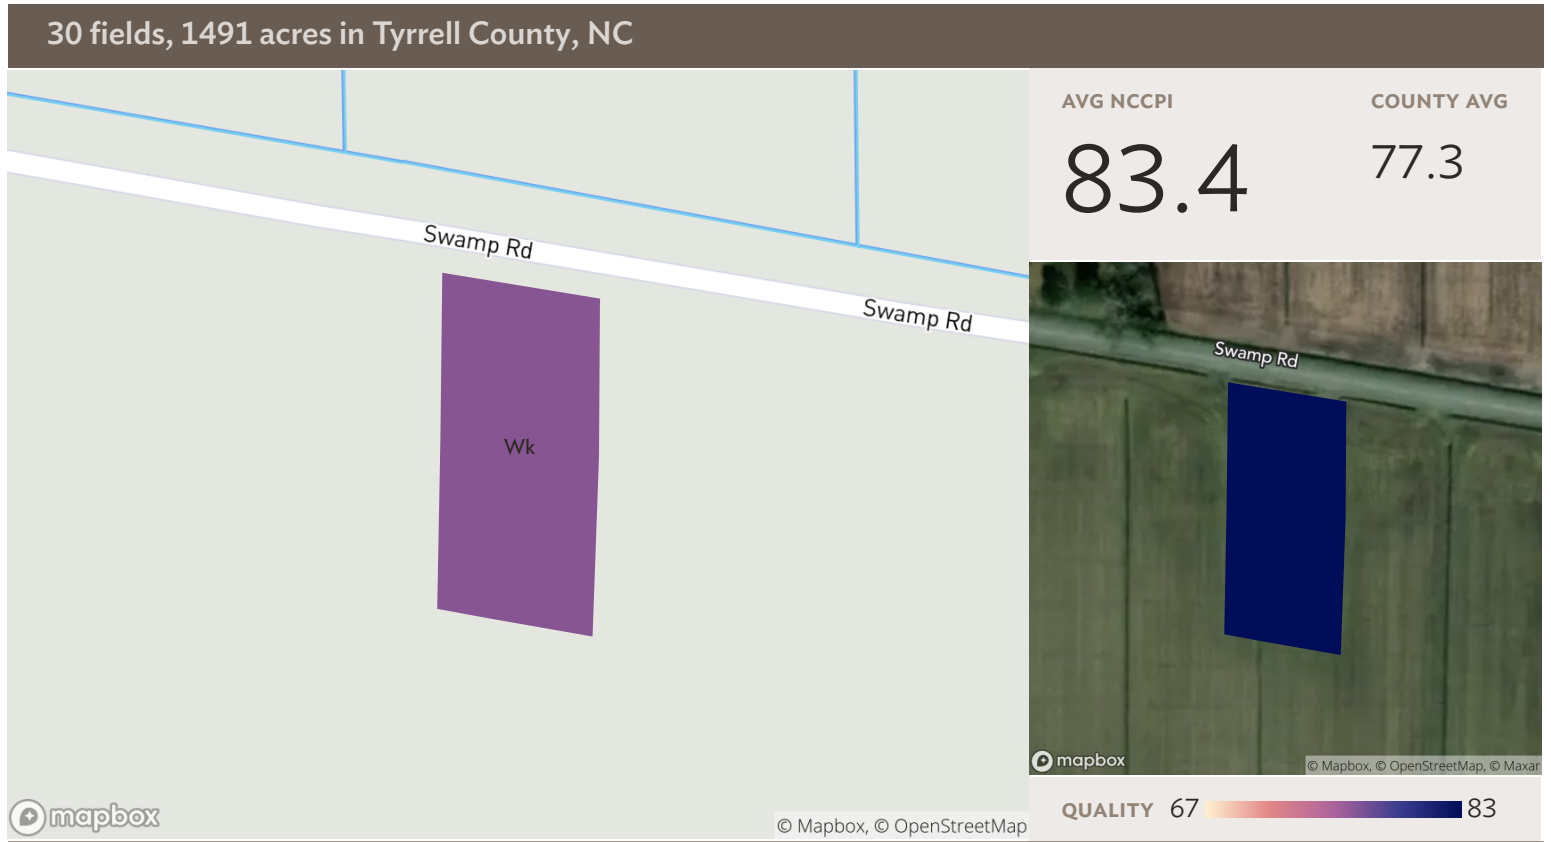 30 fields, 1491 acres in Tyrrell County, NC
AVG NCCPI
COUNTY AVG
83.4
77.3
Swamp Rd
Swamp Rd
Wk
mapbox
© Mapbox, © OpenStreetMap
Swamp Rd
mapbox
© Mapbox, © OpenStreetMap, © Maxar
QUALITY 67 83